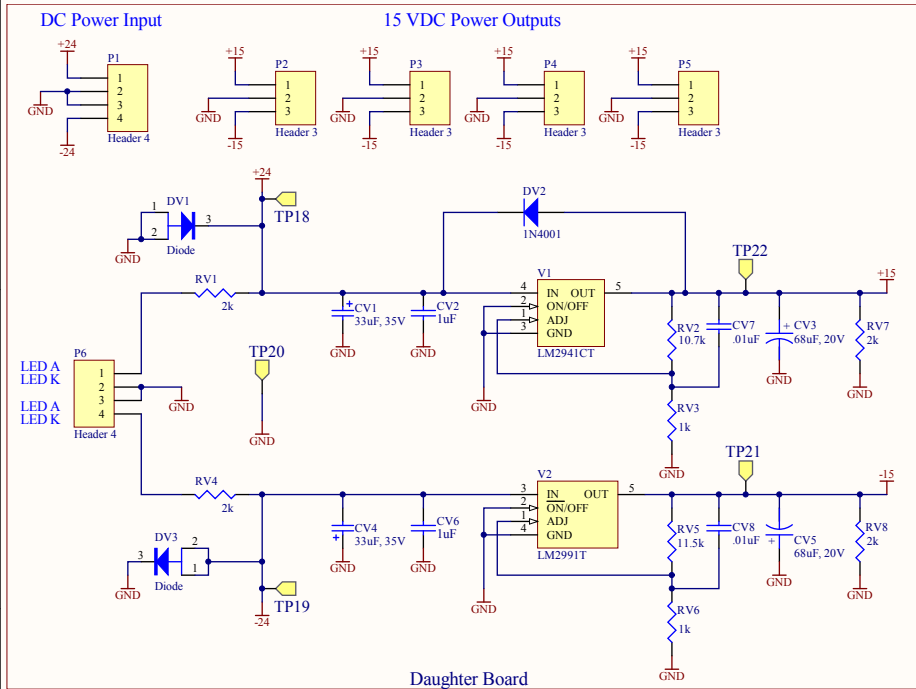 DC Power Input
15 VDC Power Outputs
+24
P1
1
2
3
4
GND
-24
Header 4
+15
P2
1
2
3
GND
-15
Header 3
+15
P3
1
2
3
GND
-15
Header 3
+15
P4
1
2
3
GND
-15
Header 3
+15
P5
1
2
3
GND
-15
Header 3
+24
TP18
DV1
1
2
3
GND
Diode
DV2
1N4001
RV1
2k
CV1
33uF, 35V
CV2
1uF
V1
4 IN OUT 5
2 ON/OFF
1 ADJ
3 GND
LM2941CT
GND
GND
GND
TP22
+15
RV2
10.7k
CV7
.01uF
CV3
68uF, 20V
RV7
2k
GND
GND
RV3
1k
GND
P6
LED A
LED K
LED A
LED K
1
2
3
4
GND
Header 4
TP20
GND
RV4
2k
CV4
33uF, 35V
CV6
1uF
GND
GND
V2
3 IN OUT 5
2 ON/OFF
1 ADJ
4 GND
LM2991T
GND
TP21
-15
RV5
11.5k
CV8
.01uF
CV5
68uF, 20V
RV8
2k
GND
GND
RV6
1k
GND
DV3
3
2
1
GND
Diode
TP19
-24
Daughter Board